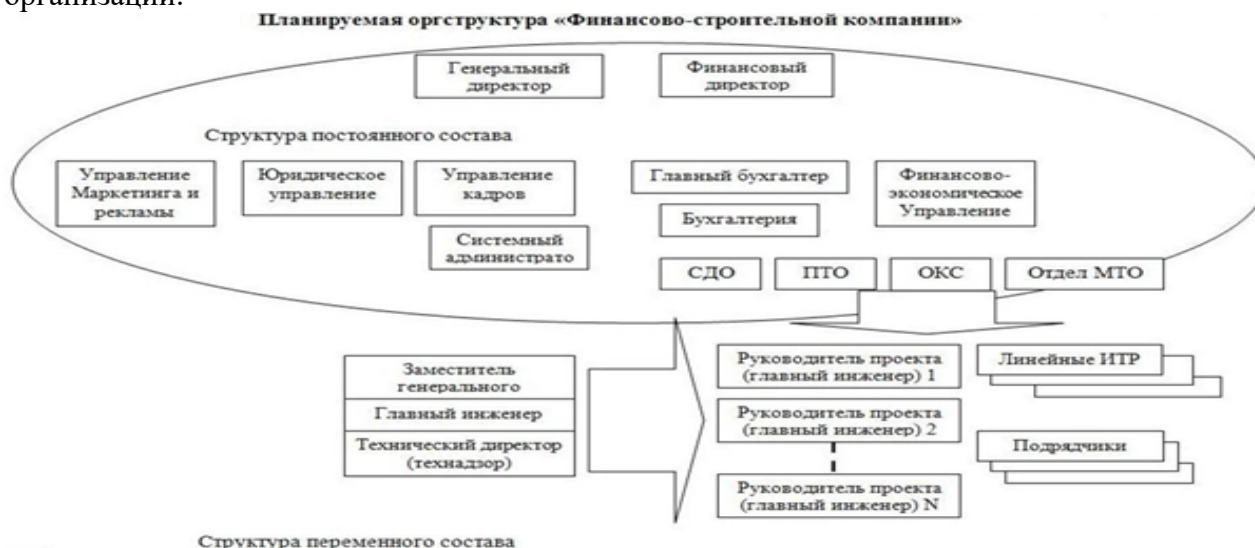 организации.
Планируемая оргструктура «Финансово-строительной компании»
Генеральный
директор
Финансовый
директор
Структура постоянного состава
Управление
Маркетинга и
рекламы
Юридическое
управление
Управление
кадров
Главный бухгалтер
Финансово-
экономическое
Управление
Бухгалтерия
Системный
администрато
СДО
ПТО
ОКС
Отдел МТО
Заместитель
генерального
Главный инженер
Технический директор
(технадзор)
Руководитель проекта
(главный инженер) 1
Линейные ИТР
Руководитель проекта
(главный инженер) 2
Подрядчики
Руководитель проекта
(главный инженер) N
Структура переменного состава